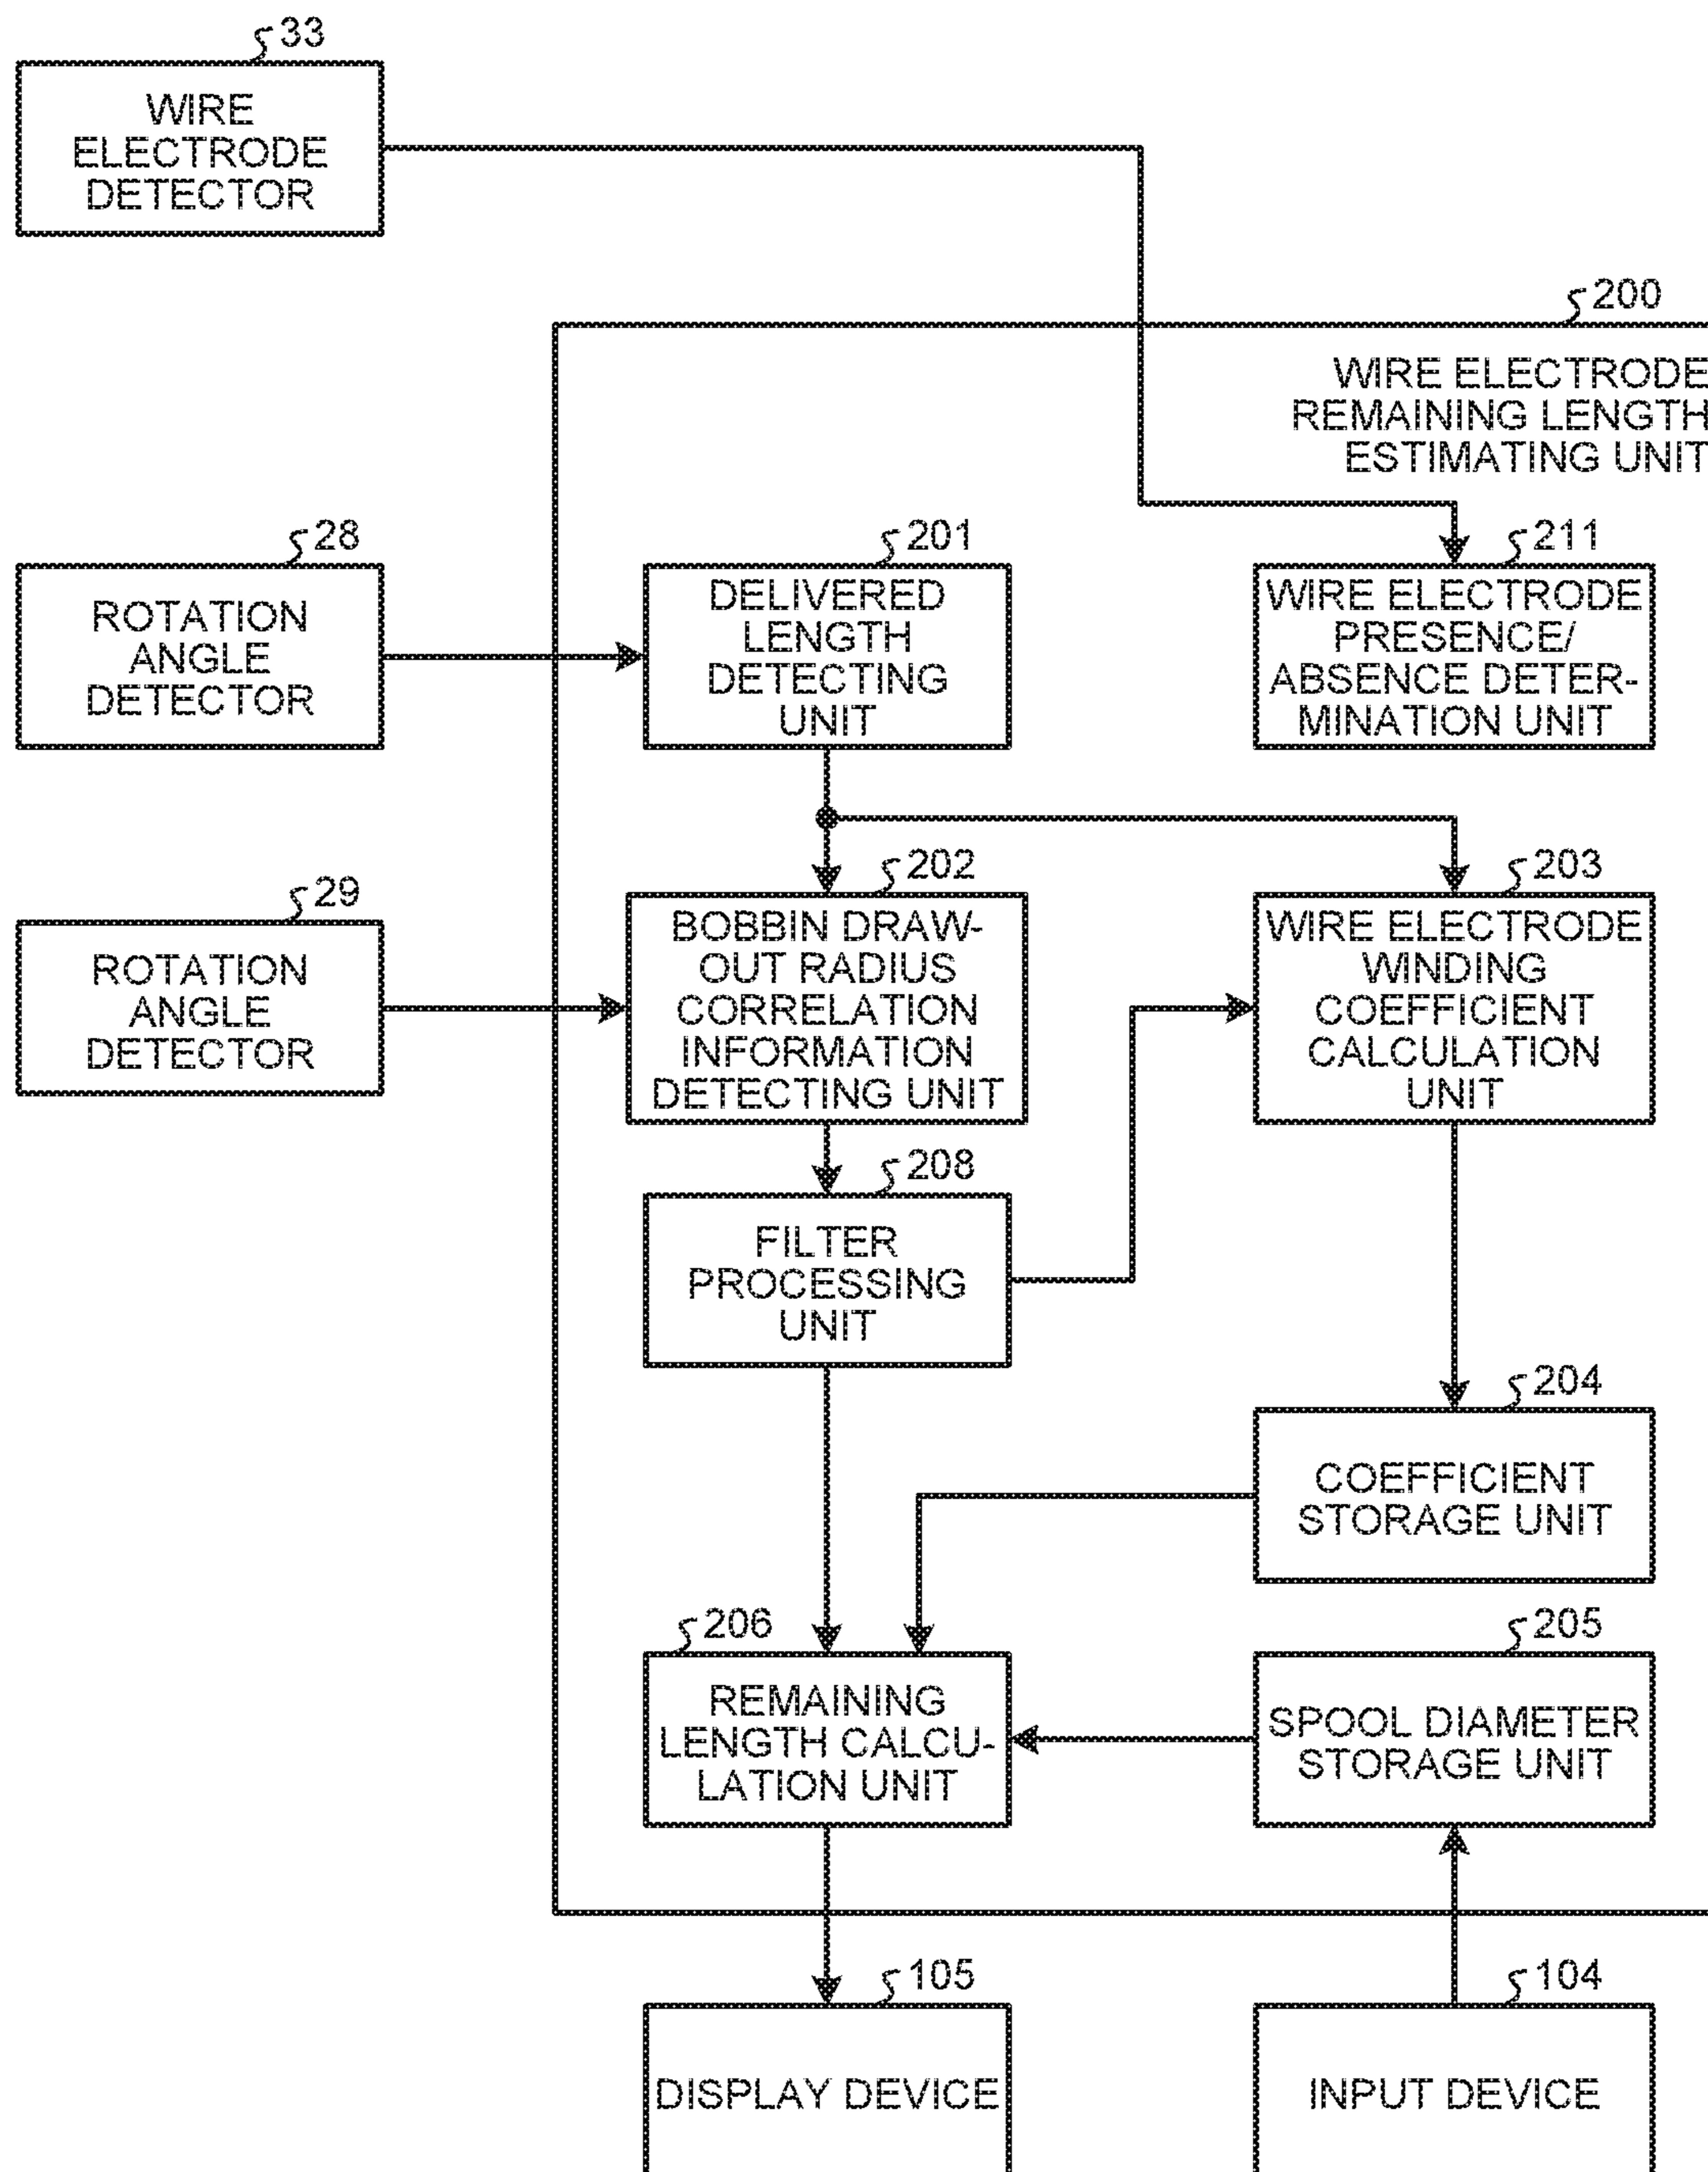 33
WIRE
ELECTRODE
DETECTOR
200
WIRE ELECTRODE
REMAINING LENGTH
ESTIMATING UNIT
28
ROTATION
ANGLE
DETECTOR
201
DELIVERED
LENGTH
DETECTING
UNIT
211
WIRE ELECTRODE
PRESENCE/
ABSENCE DETER-
MINATION UNIT
29
ROTATION
ANGLE
DETECTOR
202
BOBBIN DRAW-
OUT RADIUS
CORRELATION
INFORMATION
DETECTING UNIT
203
WIRE ELECTRODE
WINDING
COEFFICIENT
CALCULATION
UNIT
208
FILTER
PROCESSING
UNIT
204
COEFFICIENT
STORAGE UNIT
206
REMAINING
LENGTH CALCU-
LATION UNIT
205
SPOOL DIAMETER
STORAGE UNIT
105
DISPLAY DEVICE
104
INPUT DEVICE